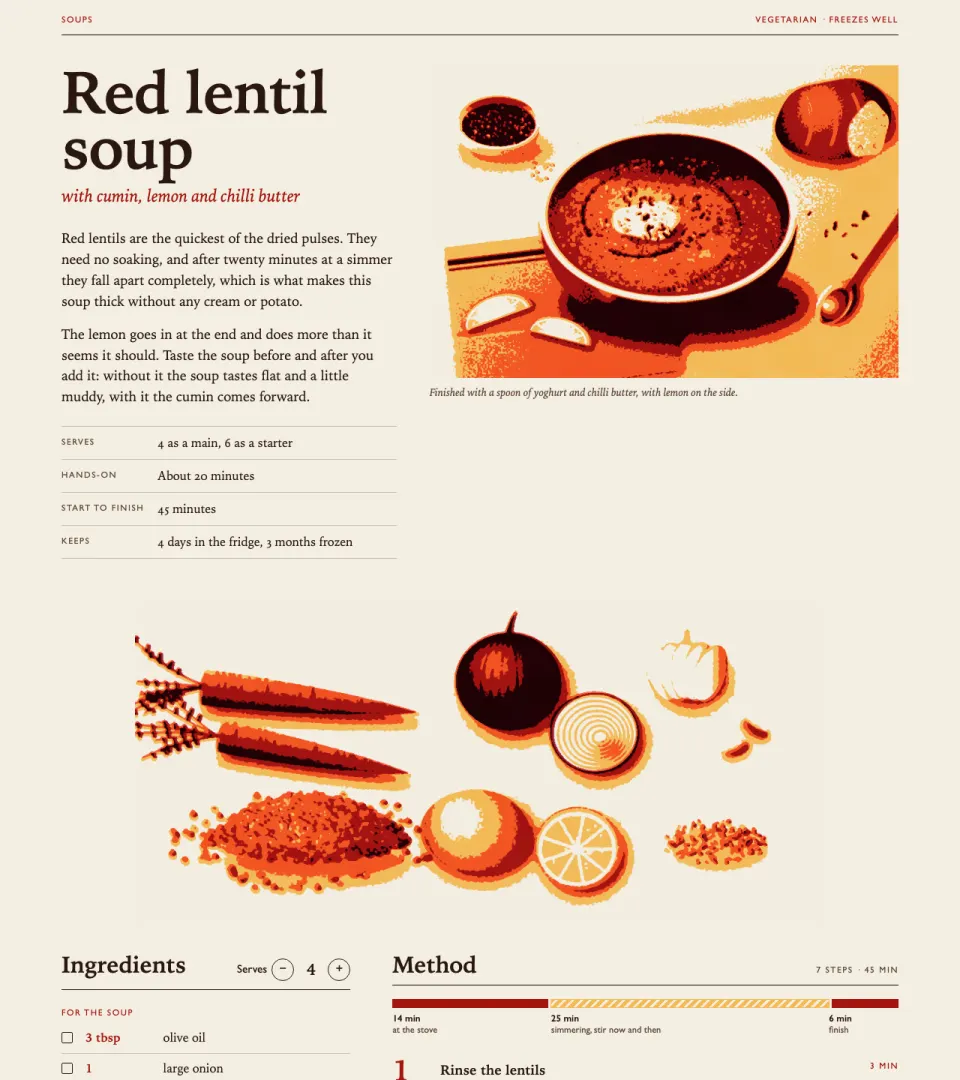 SOUPS
VEGETARIAN · FREEZES WELL
Red lentil
soup
with cumin, lemon and chilli butter
Red lentils are the quickest of the dried pulses. They
need no soaking, and after twenty minutes at a simmer
they fall apart completely, which is what makes this
soup thick without any cream or potato.
The lemon goes in at the end and does more than it
seems it should. Taste the soup before and after you
add it: without it the soup tastes flat and a little
muddy, with it the cumin comes forward.
SERVES 4 as a main, 6 as a starter
HANDS-ON About 20 minutes
START TO FINISH 45 minutes
KEEPS 4 days in the fridge, 3 months frozen
Finished with a spoon of yoghurt and chilli butter, with lemon on the side.
Ingredients
Serves − 4 +
FOR THE SOUP
3 tbsp olive oil
1 large onion
Method
7 STEPS · 45 MIN
14 min
at the stove
25 min
simmering, stir now and then
6 min
finish
1 Rinse the lentils
3 MIN